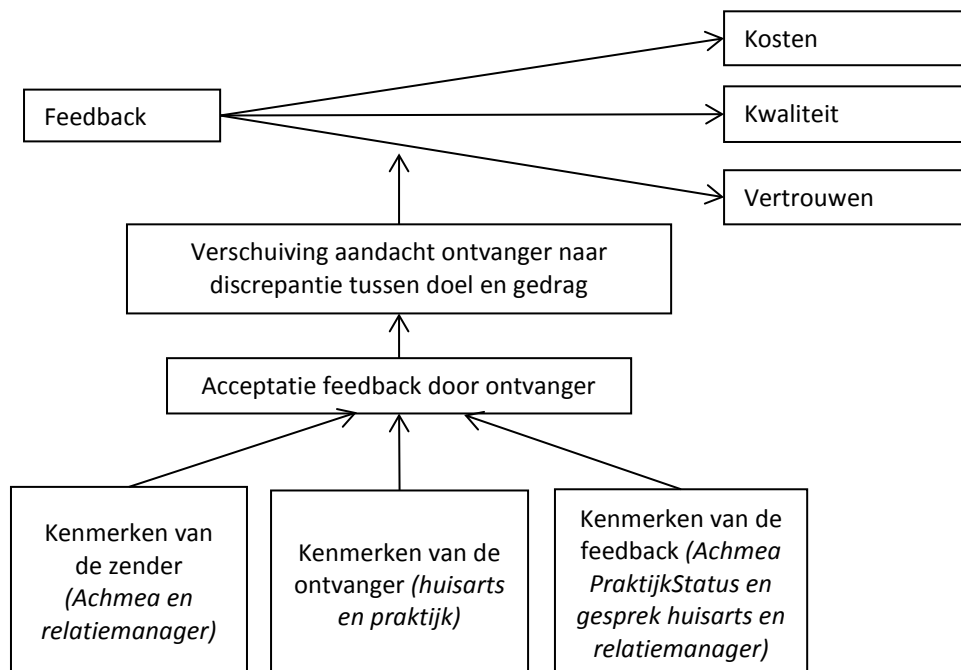 Kosten
Feedback
Kwaliteit
Vertrouwen
Verschuiving aandacht ontvanger naar
discrepantie tussen doel en gedrag
Acceptatie feedback door ontvanger
Kenmerken van
de zender
(Achmea en
relatiemanager)
Kenmerken van de
ontvanger (huisarts
en praktijk)
Kenmerken van de
feedback (Achmea
PraktijkStatus en
gesprek huisarts en
relatiemanager)